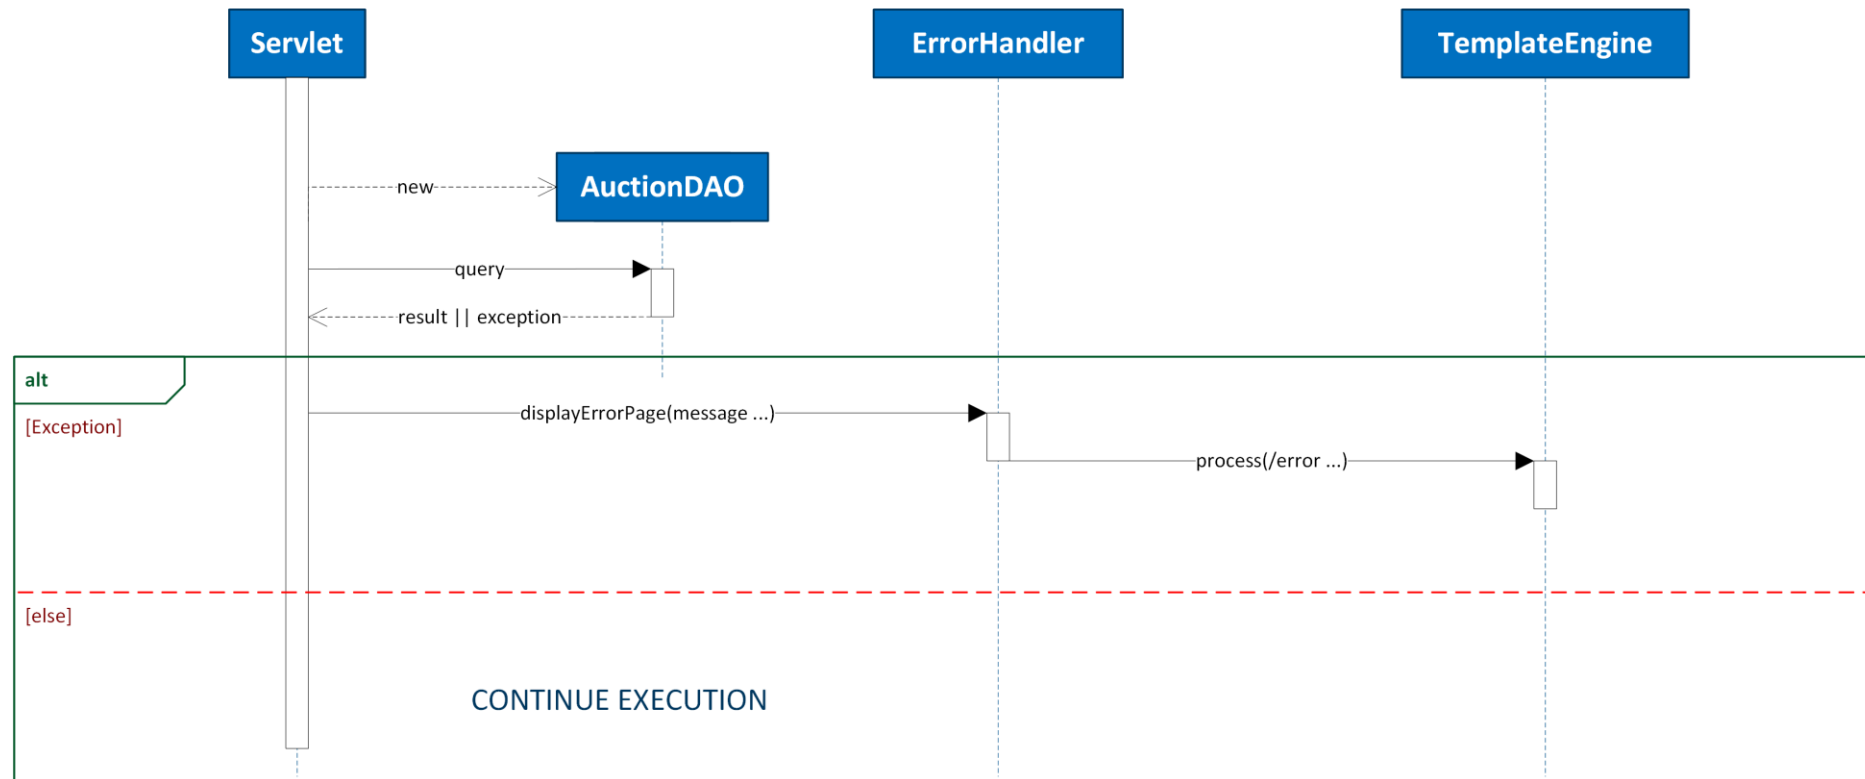 Servlet
ErrorHandler
TemplateEngine
new
AuctionDAO
query
result || exception
alt
[Exception]
displayErrorPage(message ...)
process(/error ...)
[else]
CONTINUE EXECUTION